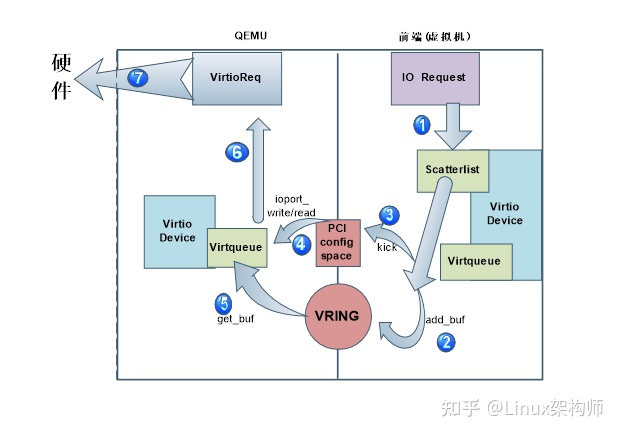 QEMU
前端(虚拟机)
硬
件
7
VirtioReq
IO Request
1
6
Scatterlist
Virtio
Device
ioport_
write/read
3
Virtio
Device
Virtqueue
4
PCI
config
space
kick
Virtqueue
5
get_buf
VRING
add_buf
2
知乎 @Linux架构师